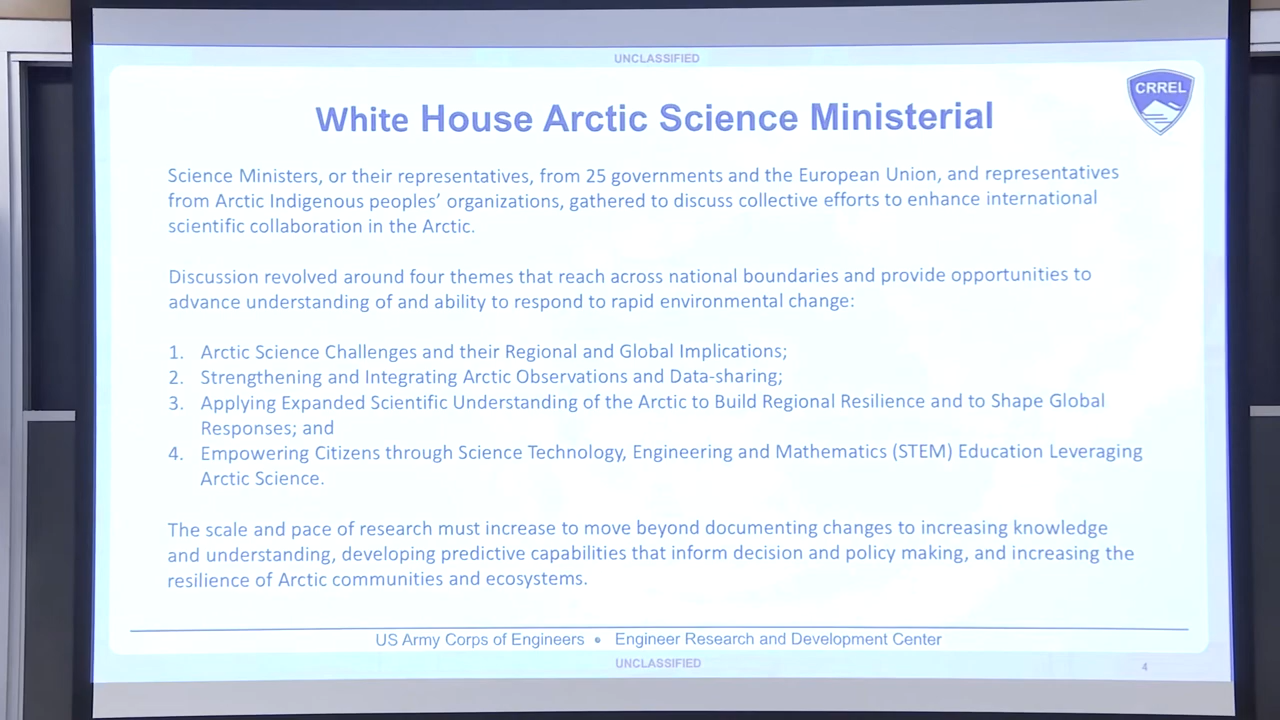 UNCLASSIFIED
CRREL
White House Arctic Science Ministerial
Science Ministers, or their representatives, from 25 governments and the European Union, and representatives
from Arctic Indigenous peoples’ organizations, gathered to discuss collective efforts to enhance international
scientific collaboration in the Arctic.
Discussion revolved around four themes that reach across national boundaries and provide opportunities to
advance understanding of and ability to respond to rapid environmental change:
1. Arctic Science Challenges and their Regional and Global Implications;
2. Strengthening and Integrating Arctic Observations and Data-sharing;
3. Applying Expanded Scientific Understanding of the Arctic to Build Regional Resilience and to Shape Global
Responses; and
4. Empowering Citizens through Science Technology, Engineering and Mathematics (STEM) Education Leveraging
Arctic Science.
The scale and pace of research must increase to move beyond documenting changes to increasing knowledge
and understanding, developing predictive capabilities that inform decision and policy making, and increasing the
resilience of Arctic communities and ecosystems.
US Army Corps of Engineers • Engineer Research and Development Center
UNCLASSIFIED
4